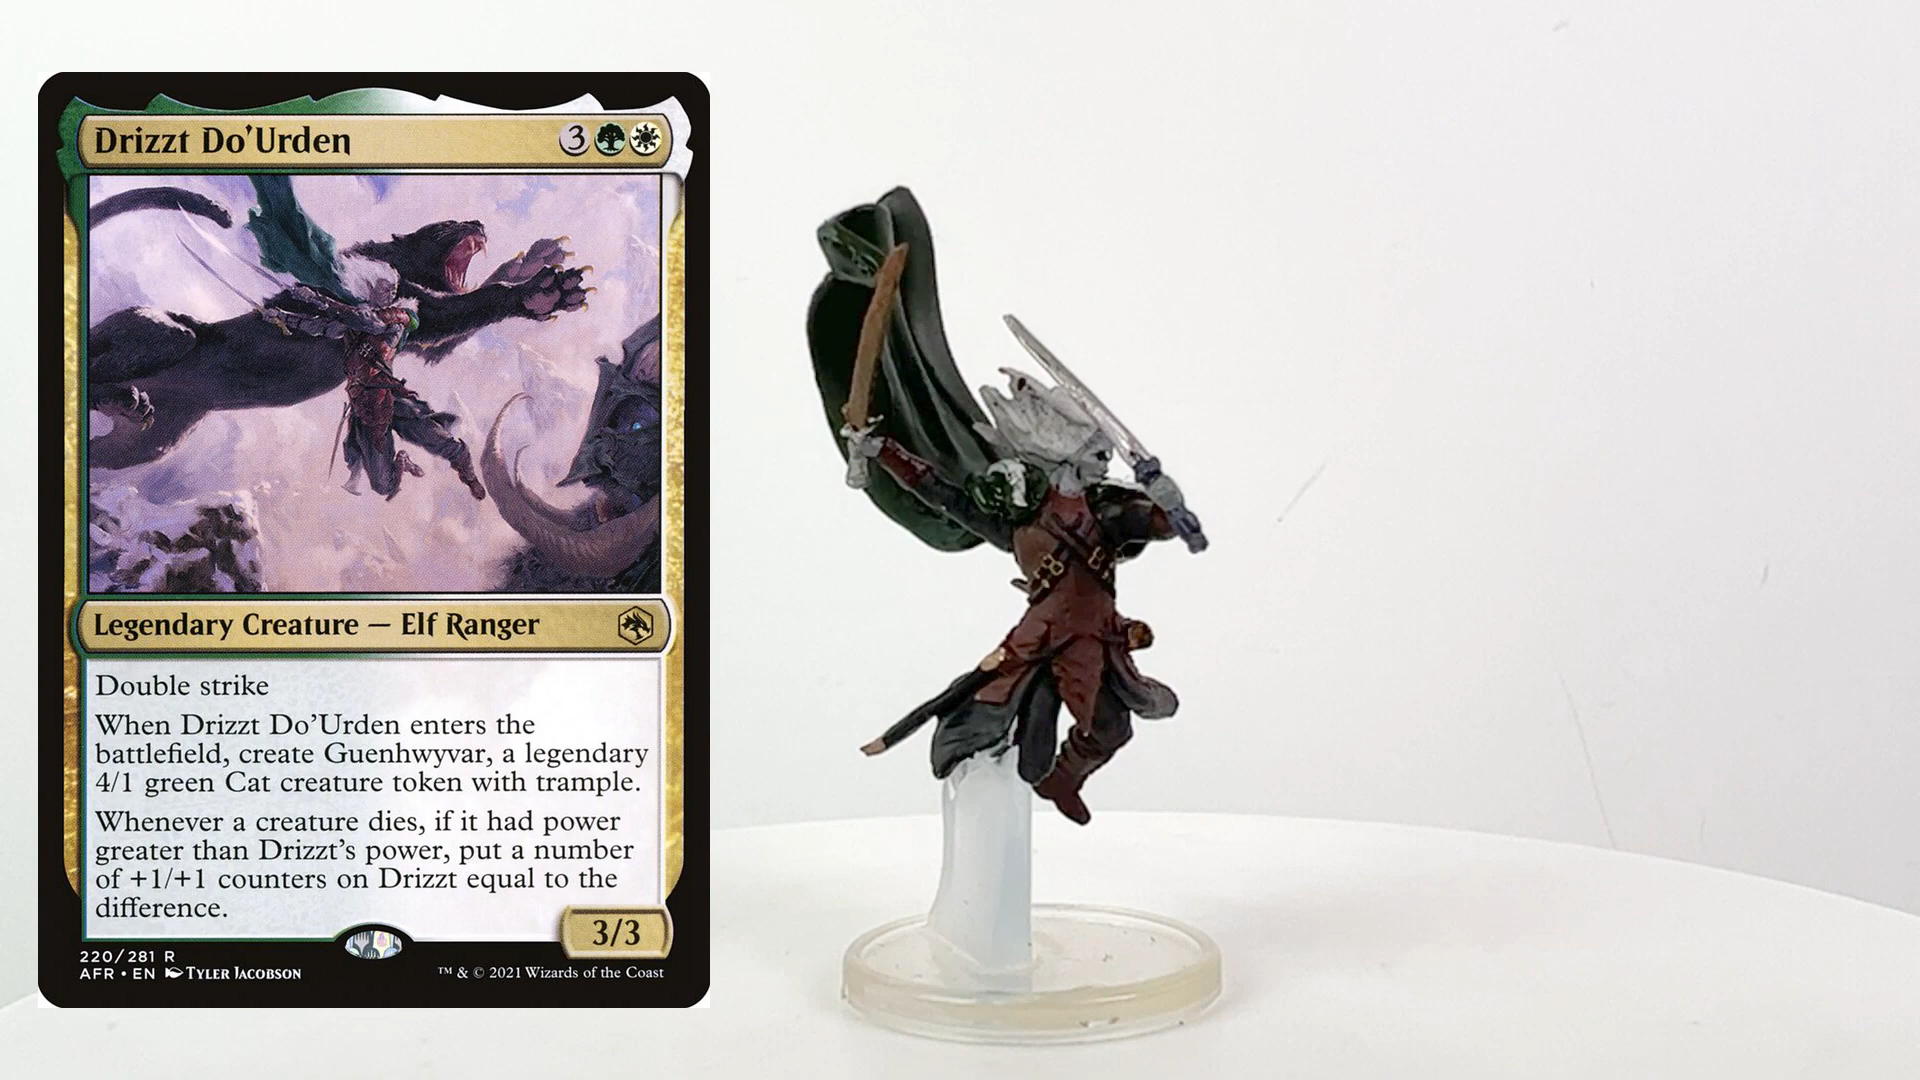 Drizzt Do'Urden 3
Legendary Creature — Elf Ranger
Double strike
When Drizzt Do'Urden enters the
battlefield, create Guenhwyvar, a legendary
4/1 green Cat creature token with trample.
Whenever a creature dies, if it had power
greater than Drizzt's power, put a number
of +1/+1 counters on Drizzt equal to the
difference.
3/3
220/281 R
AFR • EN Tyler Jacobson
™ & © 2021 Wizards of the Coast